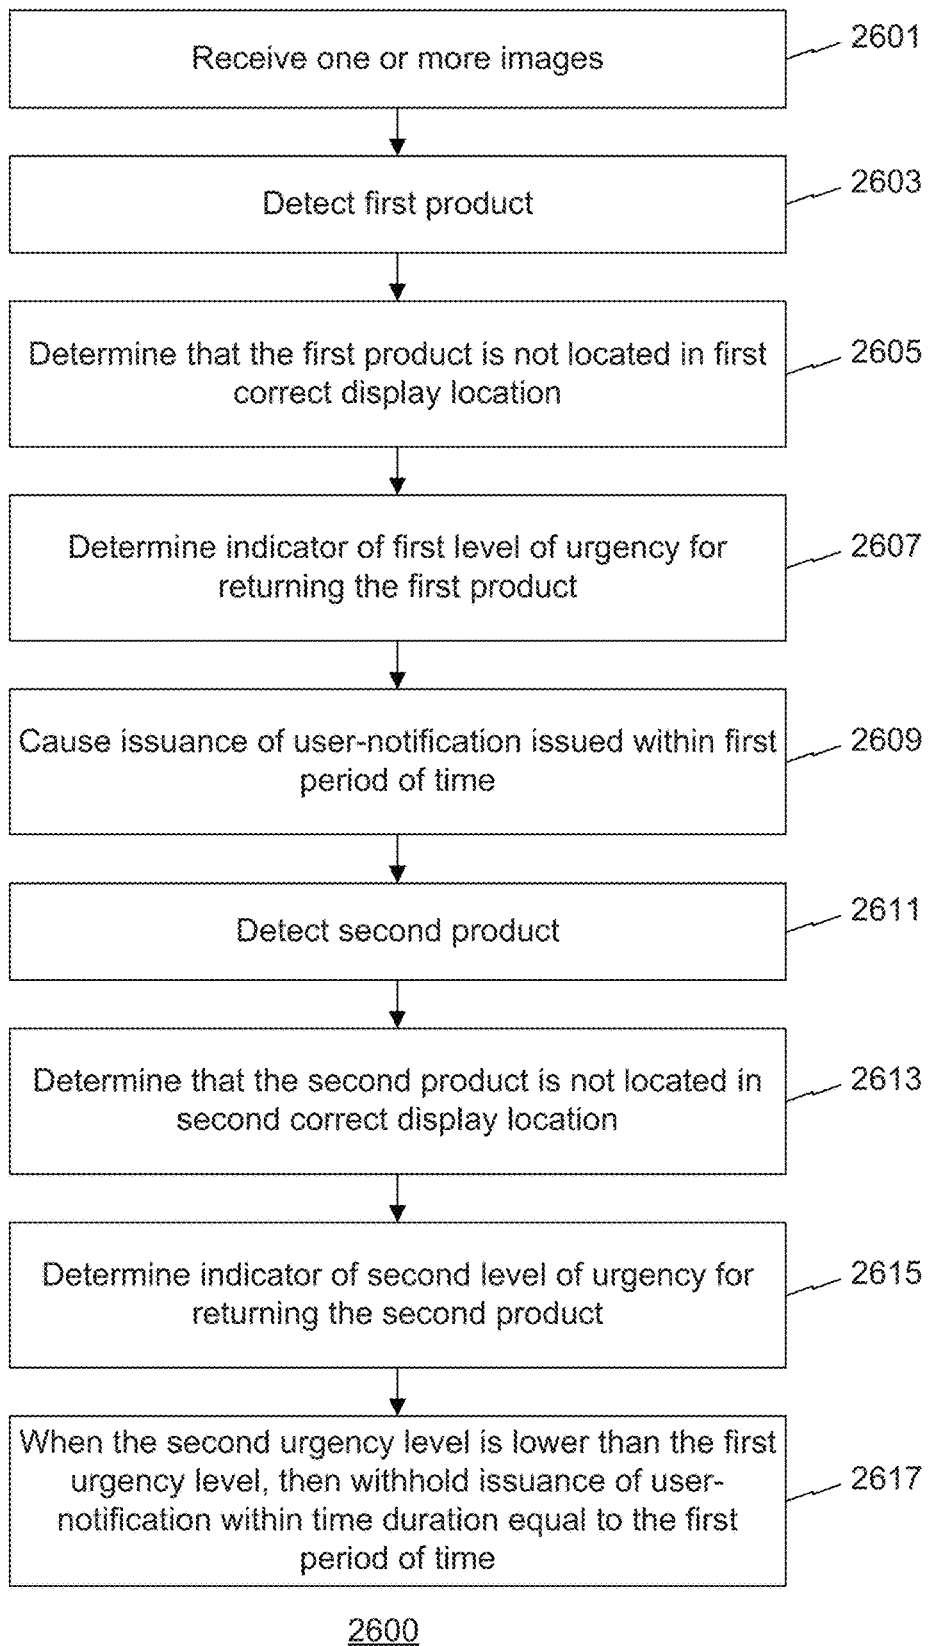 Receive one or more images
2601
Detect first product
2603
Determine that the first product is not located in first
correct display location
2605
Determine indicator of first level of urgency for
returning the first product
2607
Cause issuance of user-notification issued within first
period of time
2609
Detect second product
2611
Determine that the second product is not located in
second correct display location
2613
Determine indicator of second level of urgency for
returning the second product
2615
When the second urgency level is lower than the first
urgency level, then withhold issuance of user-
notification within time duration equal to the first
period of time
2617
2600